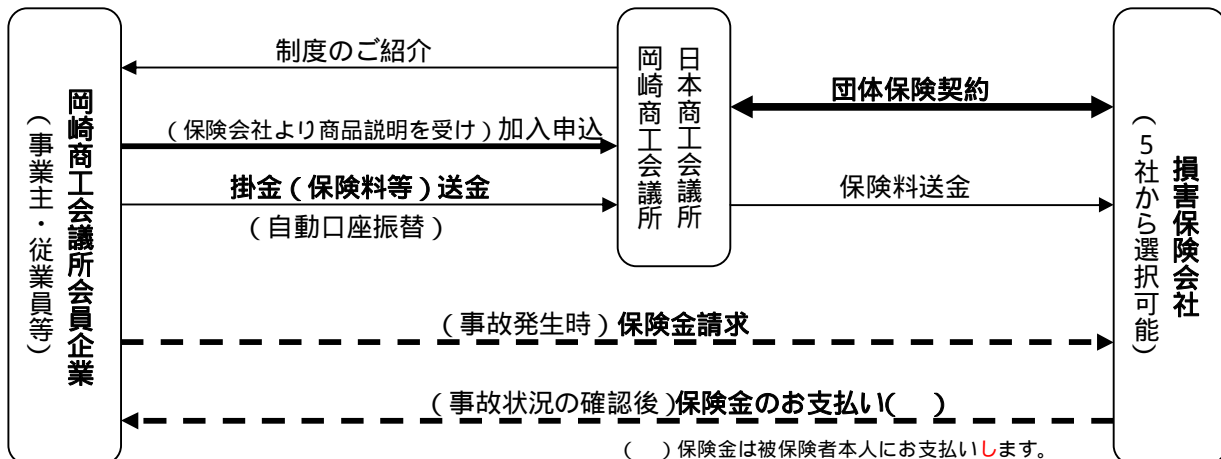 岡崎商工会議所会員企業
（事業主・従業員等）
制度のご紹介
（保険会社より商品説明を受け）加入申込
掛金（保険料等）送金
（自動口座振替）
日本商工会議所
岡崎商工会議所
団体保険契約
保険料送金
損害保険会社
（5社から選択可能）
（事故発生時）保険金請求
（事故状況の確認後）保険金のお支払い(　)
（　）保険金は被保険者本人にお支払いします。